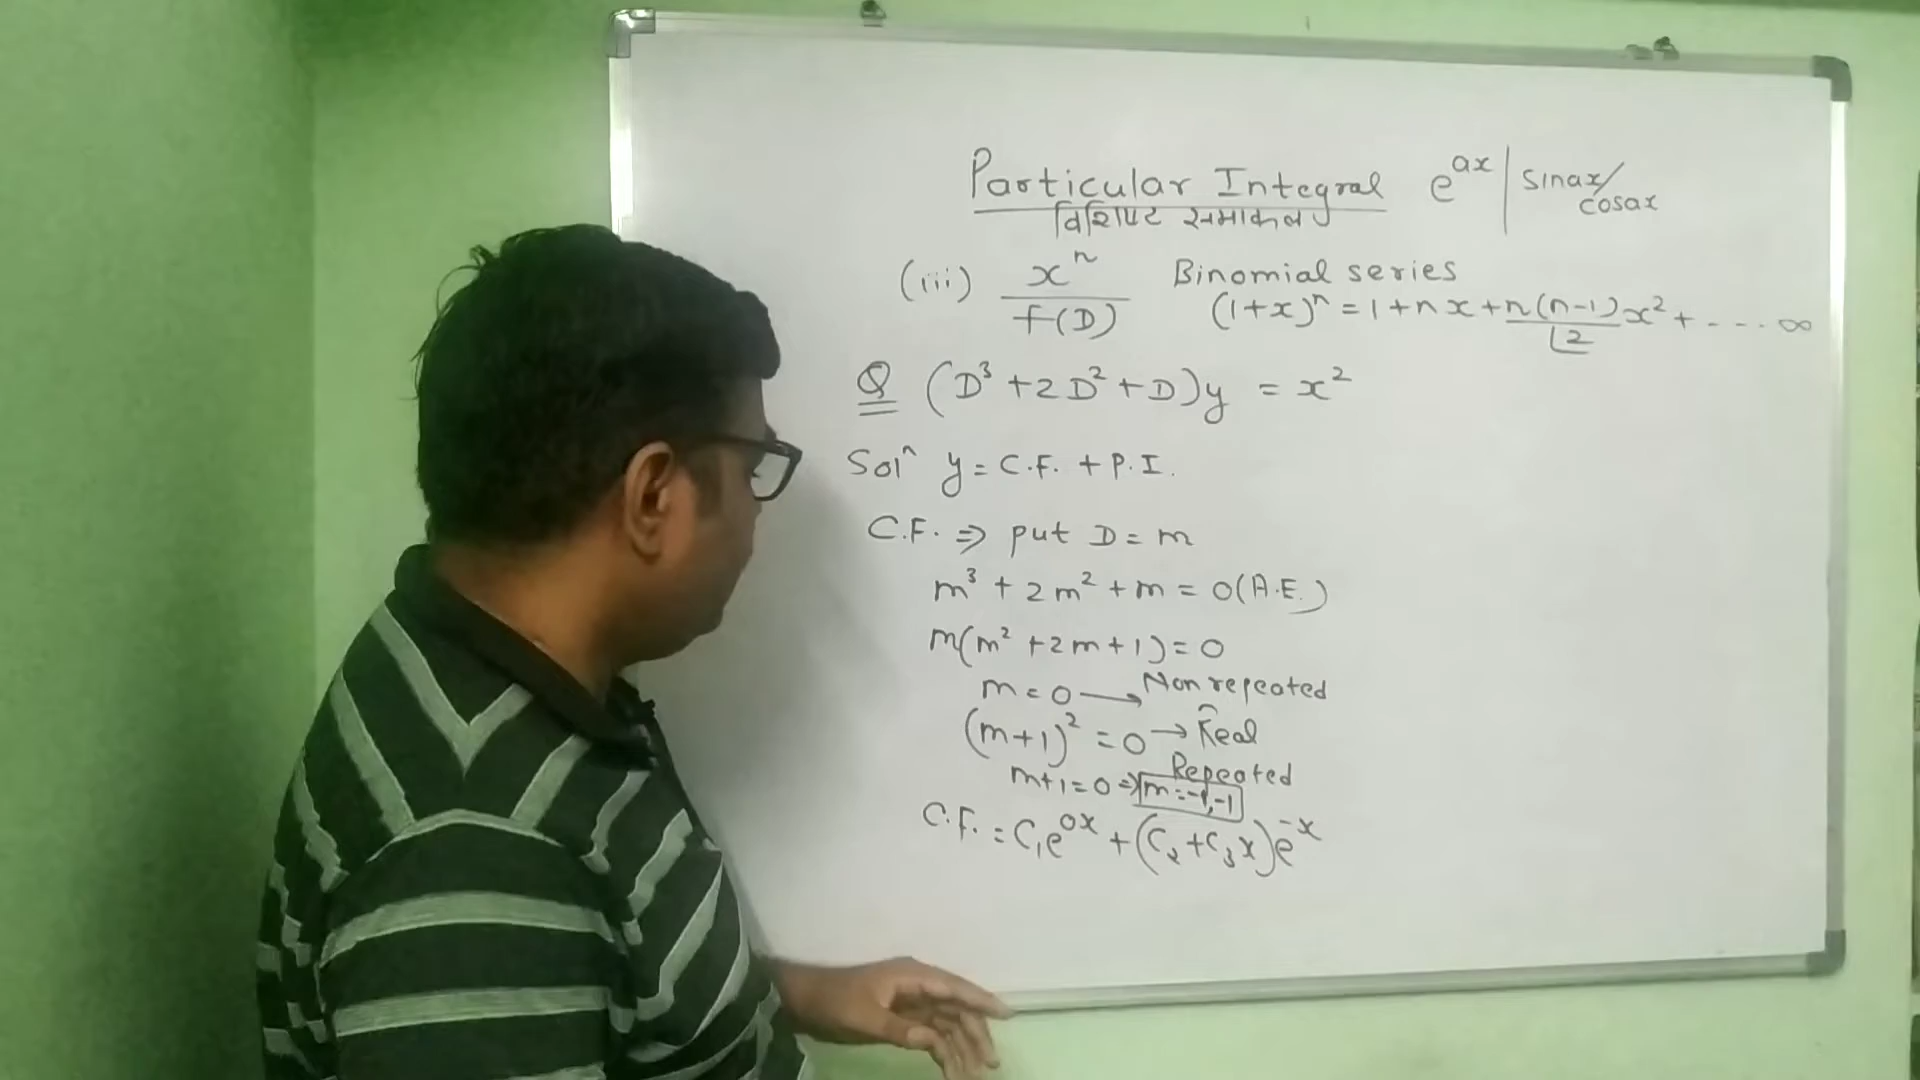 Particular Integral e^ax | sinax/cosax
विशिष्ट समाकल
(iii) x^n / f(D) Binomial series
(1+x)^n = 1 + nx + n(n-1)/⌊2 x² + - - - . ∞
Q (D³ + 2D² + D)y = x²
Solⁿ y = C.F. + P.I.
C.F. ⇒ put D = m
m³ + 2m² + m = 0 (A.E.)
m(m² + 2m + 1) = 0
m = 0 → Non repeated
(m+1)² = 0 → Real
Repeated
m+1 = 0 ⇒ m = -1, -1
C.F. = C₁e^0x + (C₂ + C₃x)e^-x